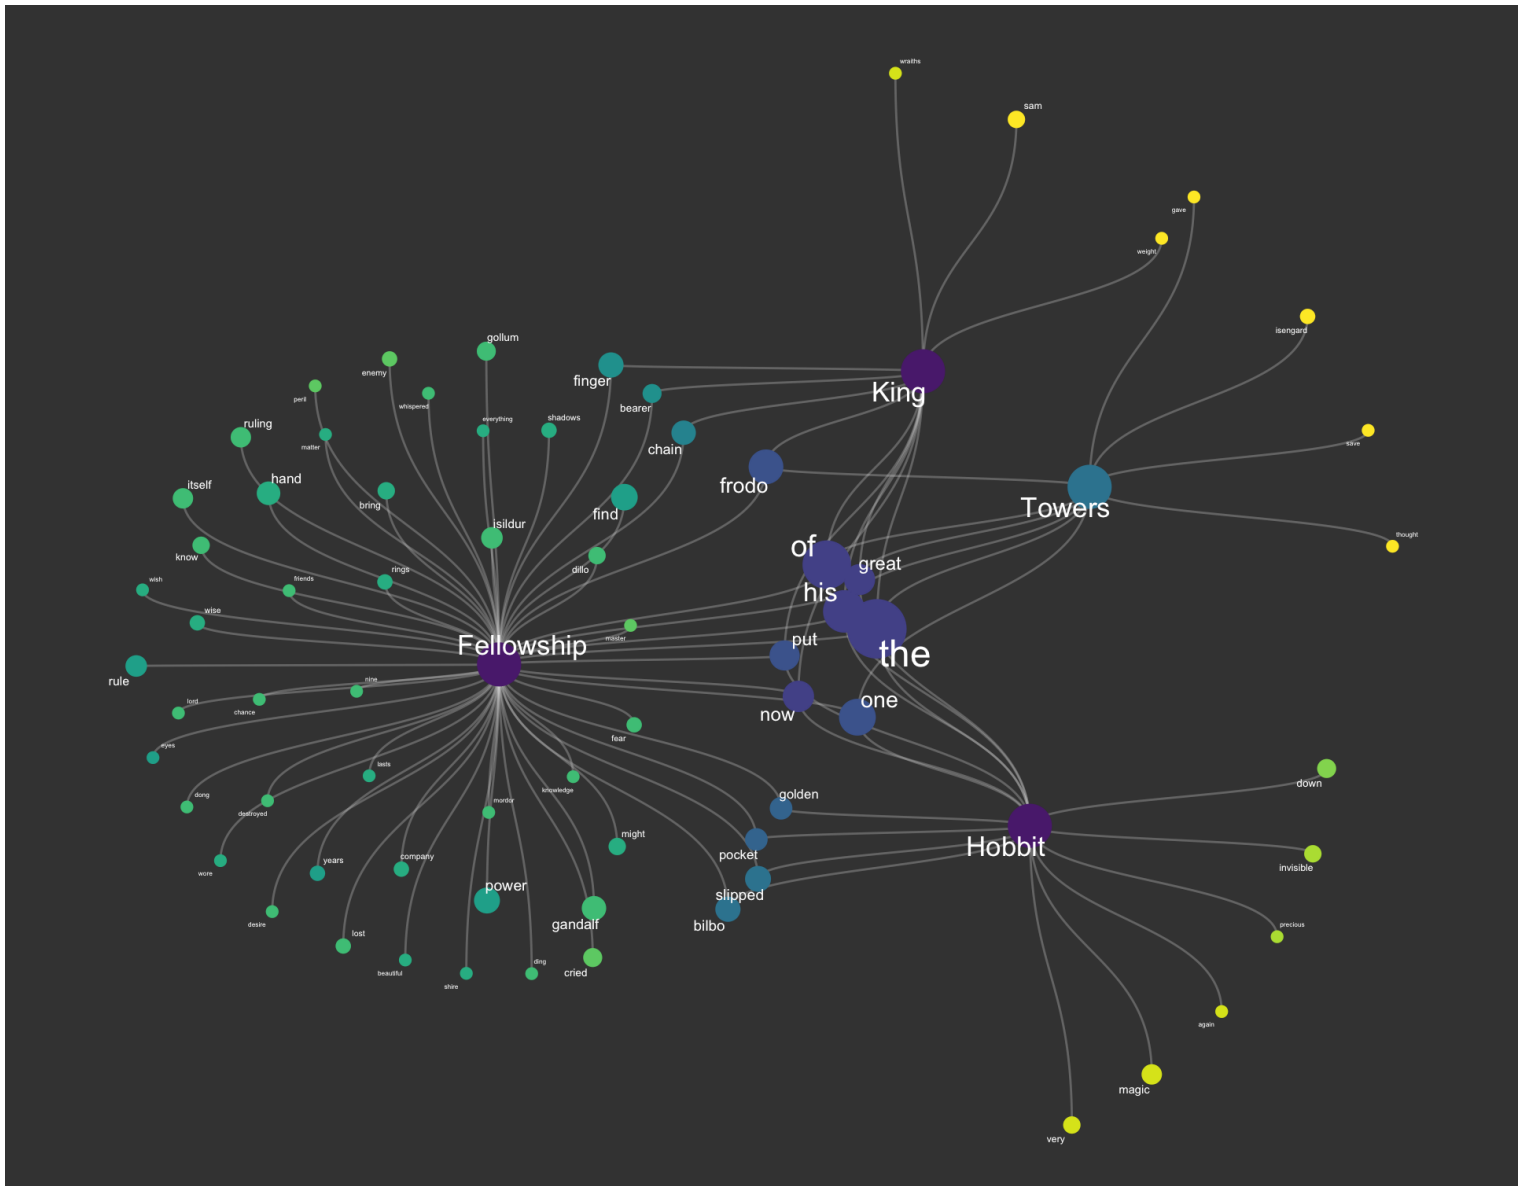 wraiths
sam
gave
weight
isengard
gollum
enemy
finger
King
peril
whispered
bearer
everything
shadows
ruling
matter
chain
save
hand
itself
frodo
bring
find
Towers
isildur
thought
of
great
know
dillo
rings
wish
friends
his
wise
master
put
Fellowship
the
rule
nine
lord
chance
one
now
fear
eyes
lasts
down
knowledge
dong
destroyed
golden
mordor
might
Hobbit
pocket
company
years
wore
invisible
power
slipped
desire
gandalf
bilbo
precious
lost
ding
beautiful
cried
shire
again
magic
very